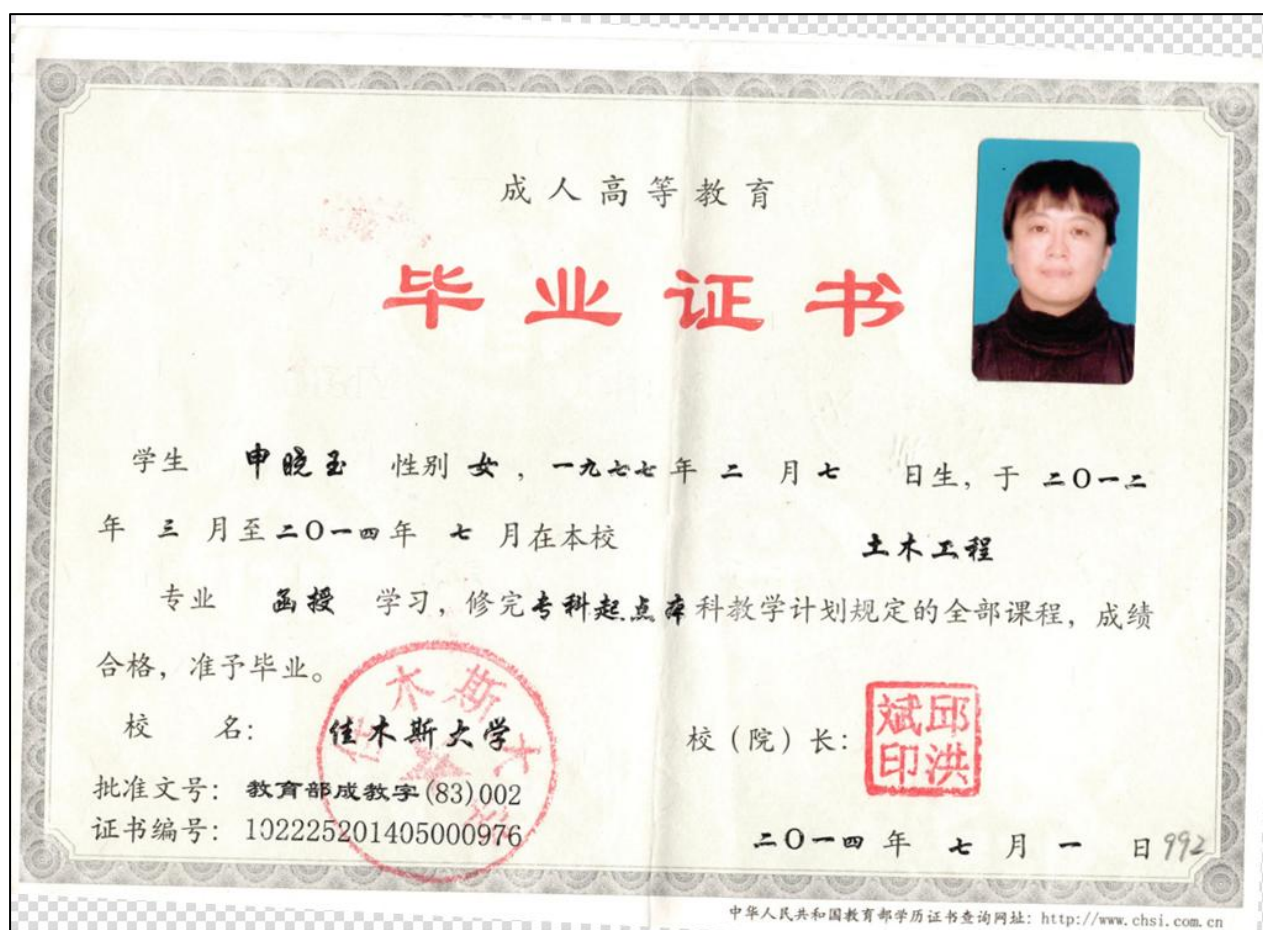 成人高等教育
毕业证书
学生 申晓玉 性别 女，一九七七年 二 月 七 日生，于 二〇一二
年 三 月至二〇一四年 七 月在本校 土木工程
专业 函授 学习，修完专科起点本科教学计划规定的全部课程，成绩
合格，准予毕业。
校 名： 佳木斯大学 校（院）长：
佳木斯大学
邱洪斌印
批准文号： 教育部成教字(83)002
证书编号： 102225201405000976
二〇一四 年 七 月 一 日 992
中华人民共和国教育部学历证书查询网址：http://www.chsi.com.cn